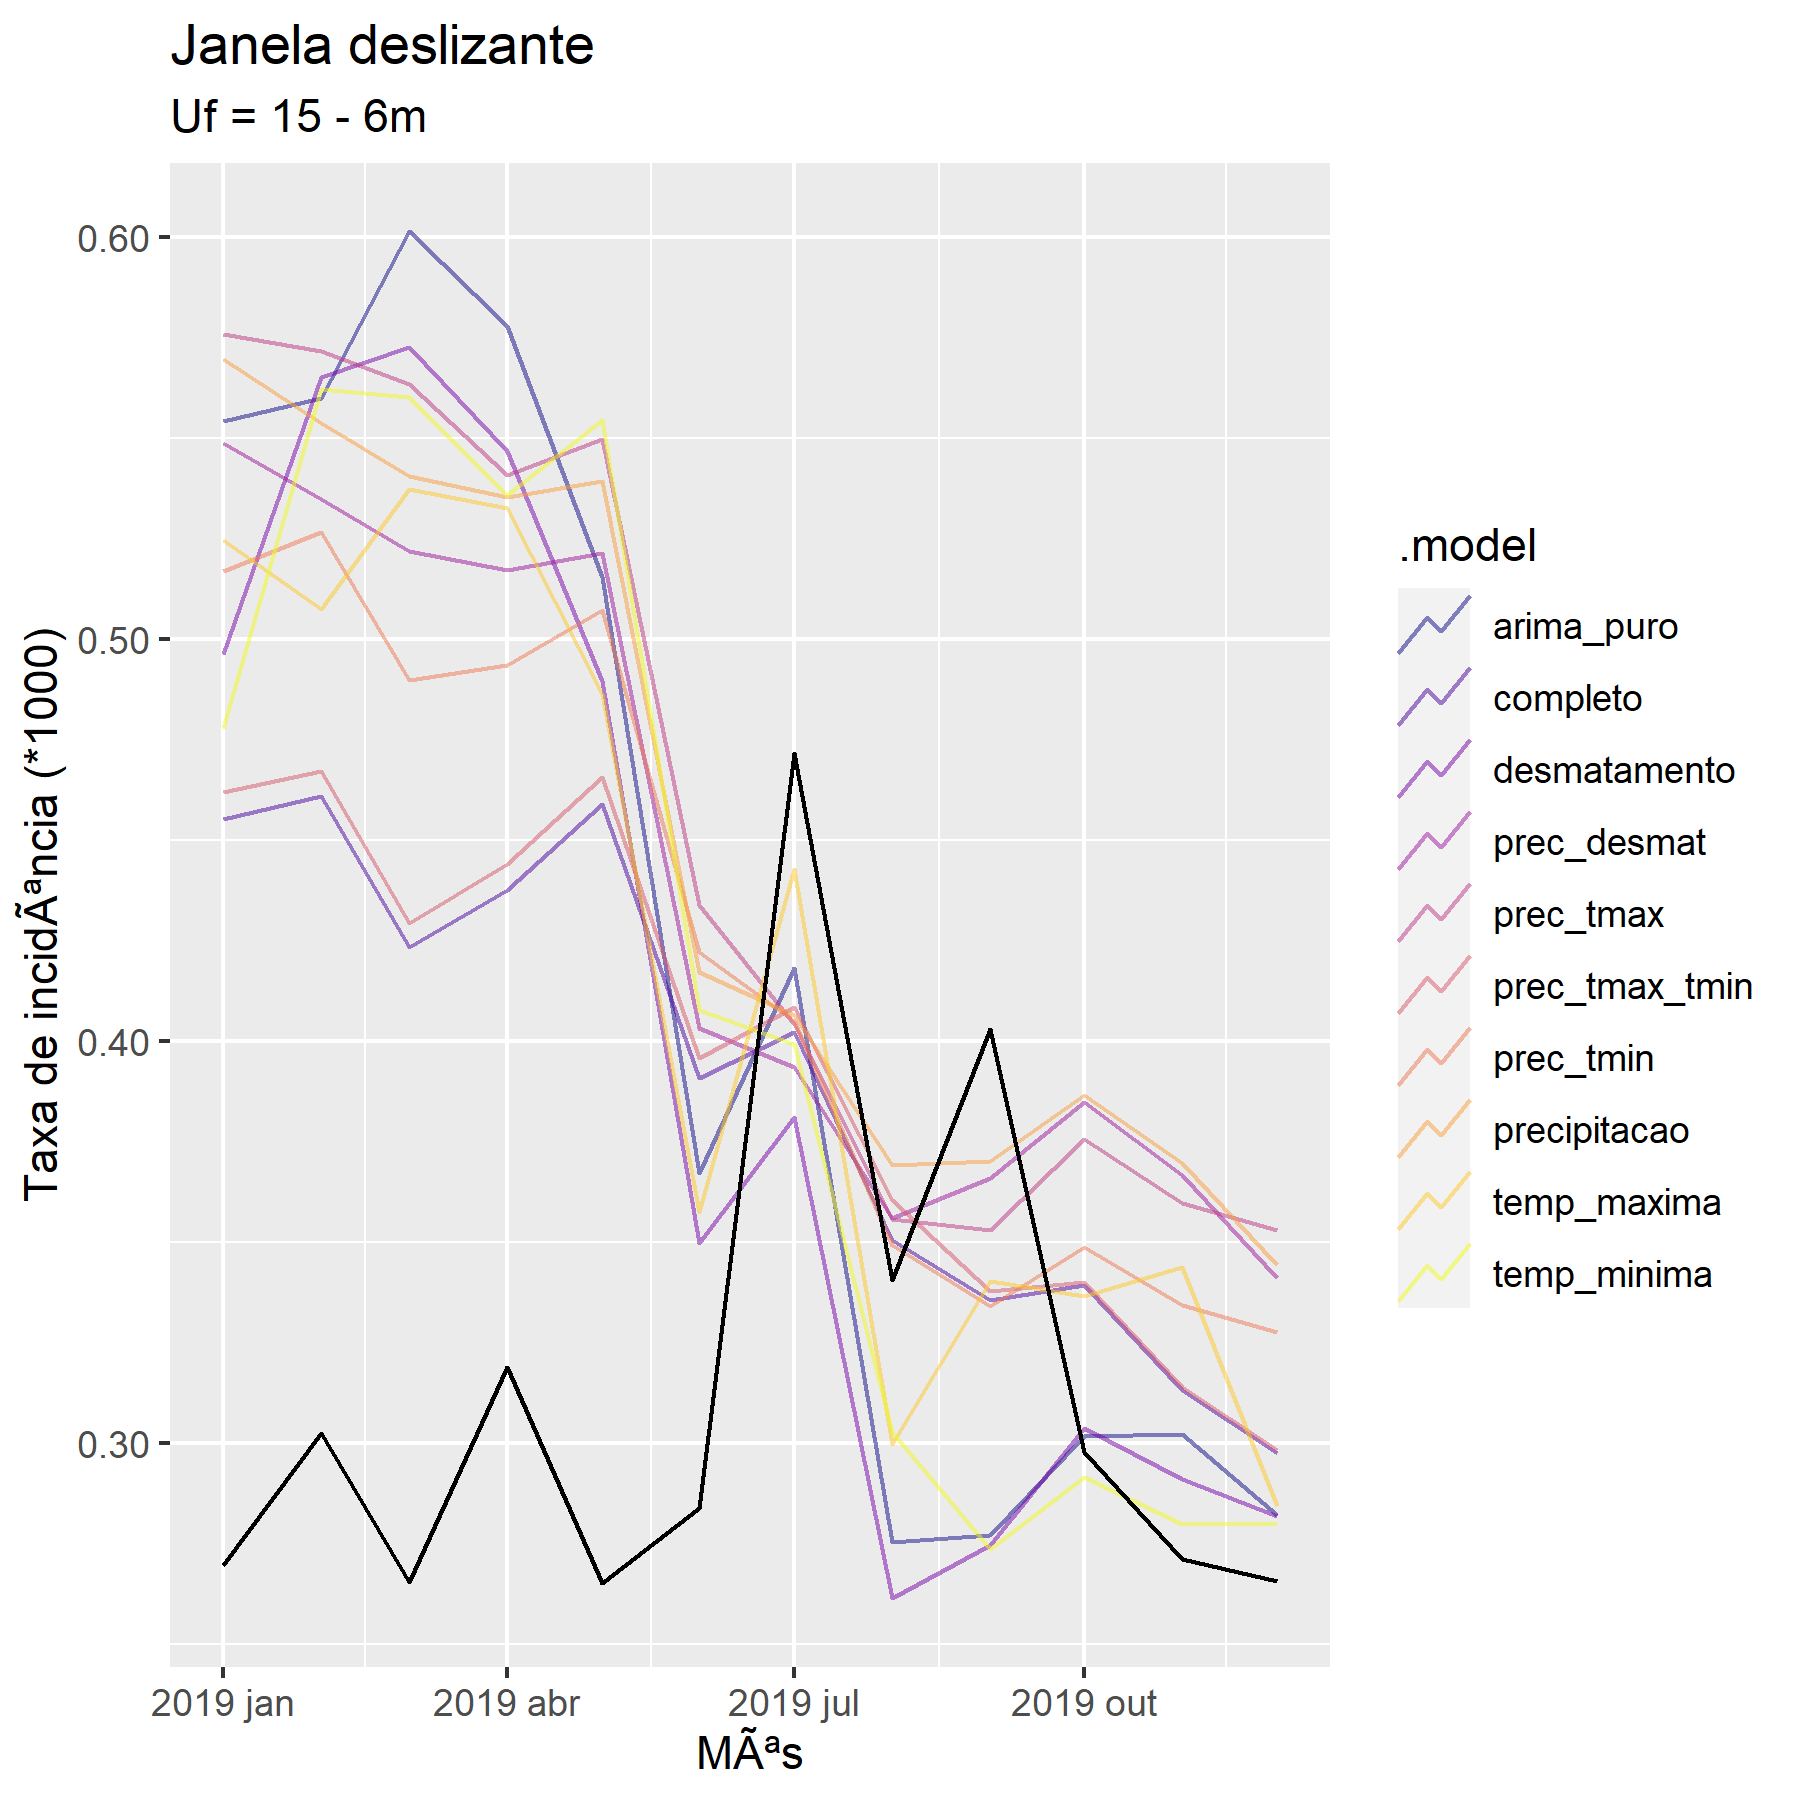 Janela deslizante
Uf = 15 - 6m
Taxa de incidÃªncia (*1000)
0.60
0.50
0.40
0.30
2019 jan
2019 abr
2019 jul
2019 out
MÃªs
.model
arima_puro
completo
desmatamento
prec_desmat
prec_tmax
prec_tmax_tmin
prec_tmin
precipitacao
temp_maxima
temp_minima